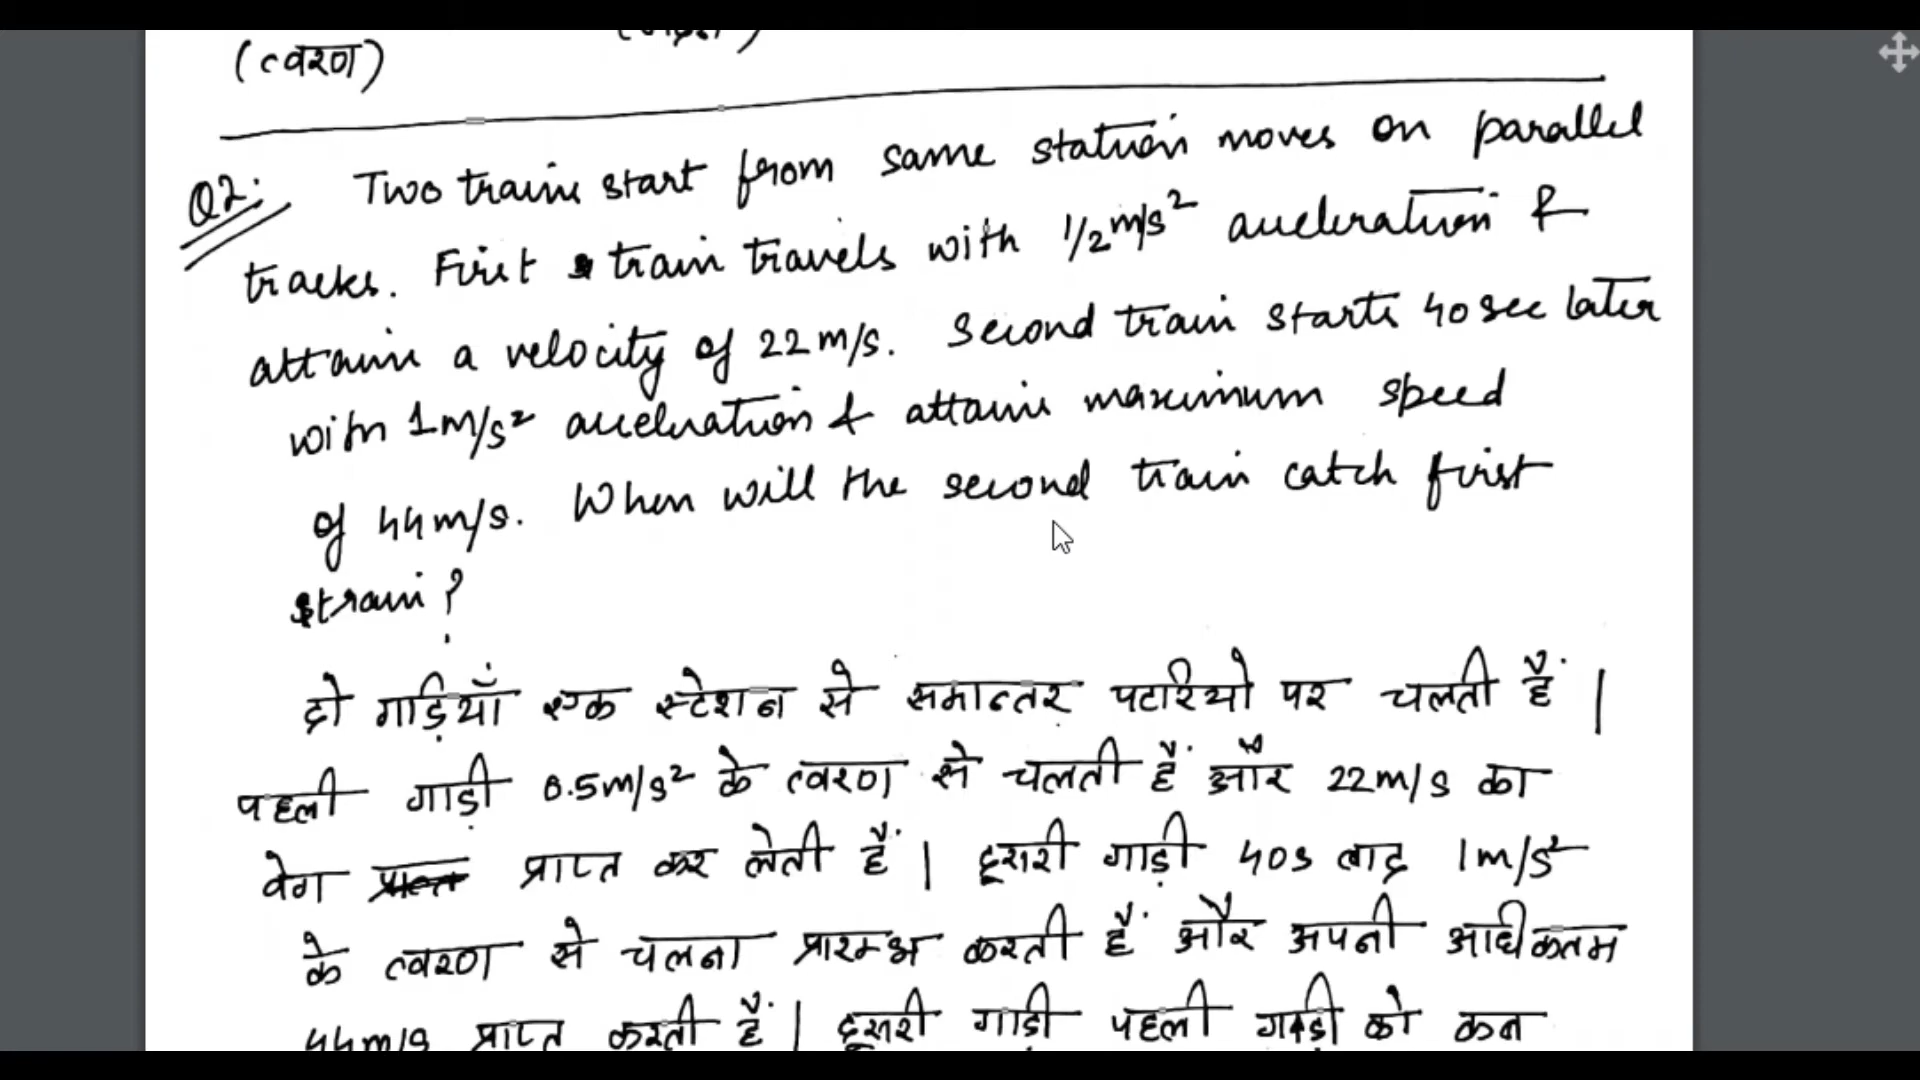 (त्वरण)
Q2: Two trains start from same station moves on parallel
tracks. First train travels with 1/2 m/s² acceleration &
attains a velocity of 22 m/s. Second train starts 40 sec later
with 1 m/s² acceleration & attains maximum speed
of 44 m/s. When will the second train catch first
train?
दो गाड़ियाँ एक स्टेशन से समान्तर पटरियो पर चलती हैं |
पहली गाडी 0.5 m/s² के त्वरण से चलती हैं और 22 m/s का
वेग प्राप्त कर लेती हैं | दूसरी गाड़ी 40s बाद 1 m/s²
के त्वरण से चलना प्रारम्भ करती हैं और अपनी अधिकतम
44 m/s प्राप्त करती हैं | दूसरी गाड़ी पहली गाड़ी को कब